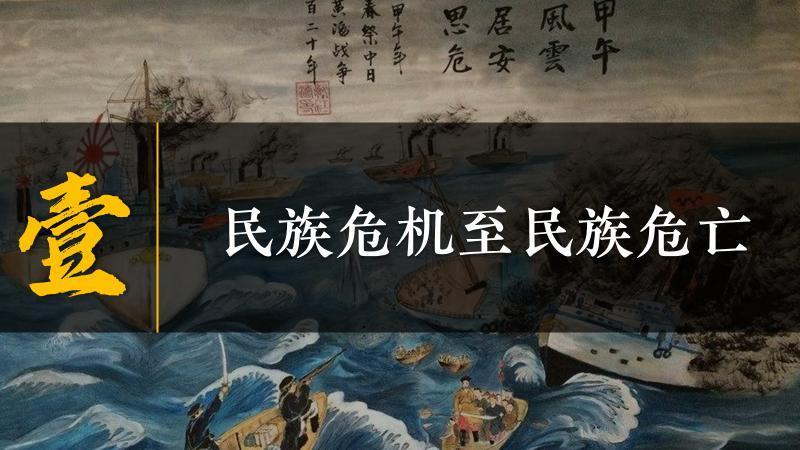 甲午
風雲
居安
思危
甲午年
春祭中日
黄海战争
百二十年
壹
民族危机至民族危亡